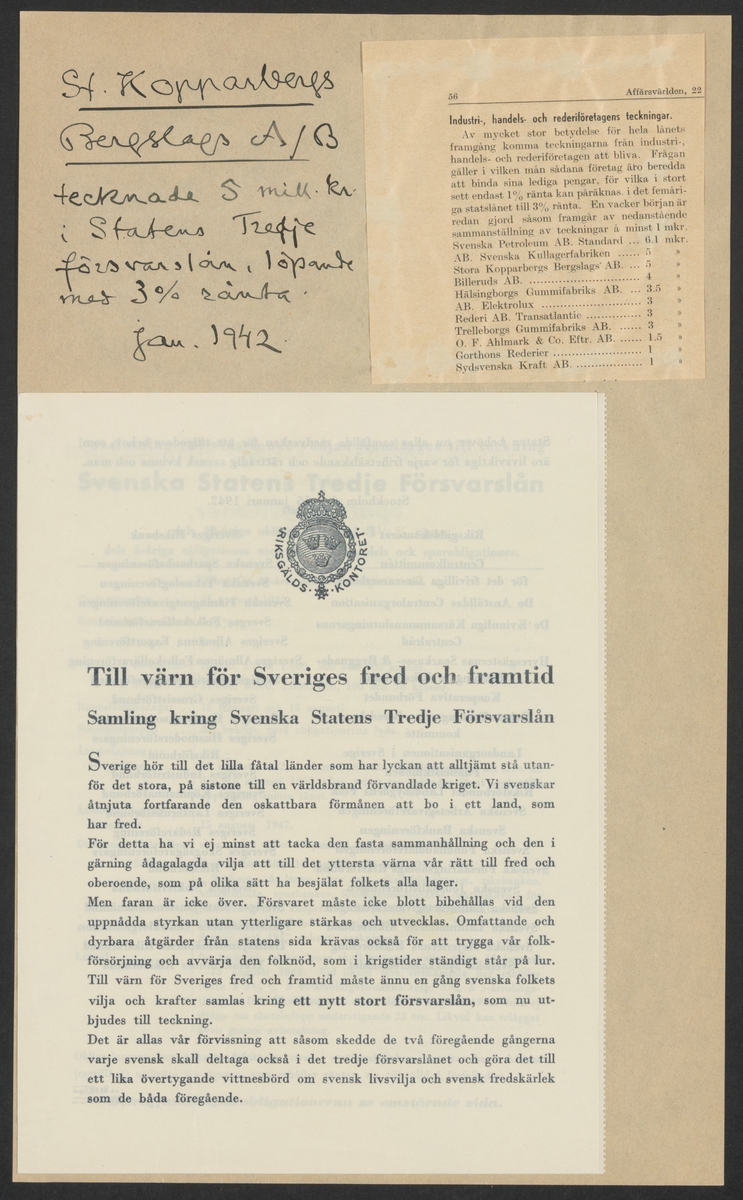 St. Kopparbergs
Bergslags A/B
tecknade 5 mill. kr.
i Statens Tredje
försvarslån, löpande
med 3% ränta.
jan. 1942.
56 Affärsvärlden, 22
Industri-, handels- och rederiföretagens teckningar.
Av mycket stor betydelse för hela lånets
framgång komma teckningarna från industri-,
handels- och rederiföretagen att bliva. Frågan
gäller i vilken mån sådana företag äro beredda
att binda sina lediga pengar, för vilka i stort
sett endast 1% ränta kan påräknas, i det femåri-
ga statslånet till 3% ränta. En vacker början är
redan gjord såsom framgår av nedanstående
sammanställning av teckningar å minst 1 mkr.
Svenska Petroleum AB. Standard ... 6.1 mkr.
AB. Svenska Kullagerfabriken ...... 5 »
Stora Kopparbergs Bergslags' AB. ... 5 »
Billeruds AB. ........................ 4 »
Hälsingborgs Gummifabriks AB. ... 3.5 »
AB. Elektrolux ..................... 3 »
Rederi AB. Transatlantic ............... 3 »
Trelleborgs Gummifabriks AB. ...... 3 »
O. F. Ahlmark & Co. Eftr. AB. ...... 1.5 »
Gorthons Rederier ........................ 1 »
Sydsvenska Kraft AB. .................. 1 »
RIKSGÄLDS·KONTORET·
Till värn för Sveriges fred och framtid
Samling kring Svenska Statens Tredje Försvarslån
Sverige hör till det lilla fåtal länder som har lyckan att alltjämt stå utan-
för det stora, på sistone till en världsbrand förvandlade kriget. Vi svenskar
åtnjuta fortfarande den oskattbara förmånen att bo i ett land, som
har fred.
För detta ha vi ej minst att tacka den fasta sammanhållning och den i
gärning ådagalagda vilja att till det yttersta värna vår rätt till fred och
oberoende, som på olika sätt ha besjälat folkets alla lager.
Men faran är icke över. Försvaret måste icke blott bibehållas vid den
uppnådda styrkan utan ytterligare stärkas och utvecklas. Omfattande och
dyrbara åtgärder från statens sida krävas också för att trygga vår folk-
försörjning och avvärja den folknöd, som i krigstider ständigt står på lur.
Till värn för Sveriges fred och framtid måste ännu en gång svenska folkets
vilja och krafter samlas kring ett nytt stort försvarslån, som nu ut-
bjudes till teckning.
Det är allas vår förvissning att såsom skedde de två föregående gångerna
varje svensk skall deltaga också i det tredje försvarslånet och göra det till
ett lika övertygande vittnesbörd om svensk livsvilja och svensk fredskärlek
som de båda föregående.